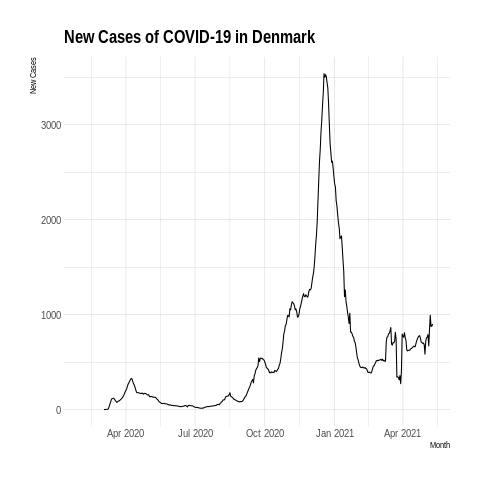 New Cases of COVID-19 in Denmark
New Cases
3000
2000
1000
0
Apr 2020 Jul 2020 Oct 2020 Jan 2021 Apr 2021
Month